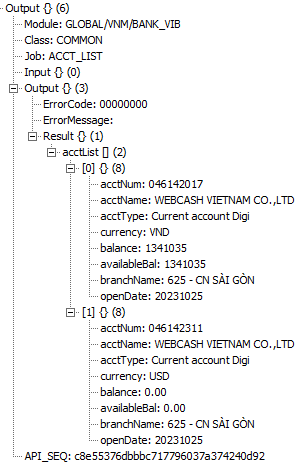 Output {} (6)
Module: GLOBAL/VNM/BANK_VIB
Class: COMMON
Job: ACCT_LIST
Input {} (0)
Output {} (3)
ErrorCode: 00000000
ErrorMessage:
Result {} (1)
acctList [] (2)
[0] {} (8)
acctNum: 046142017
acctName: WEBCASH VIETNAM CO.,LTD
acctType: Current account Digi
currency: VND
balance: 1341035
availableBal: 1341035
branchName: 625 - CN SÀI GÒN
openDate: 20231025
[1] {} (8)
acctNum: 046142311
acctName: WEBCASH VIETNAM CO.,LTD
acctType: Current account Digi
currency: USD
balance: 0.00
availableBal: 0.00
branchName: 625 - CN SÀI GÒN
openDate: 20231025
API_SEQ: c8e55376dbbbc717796037a374240d92